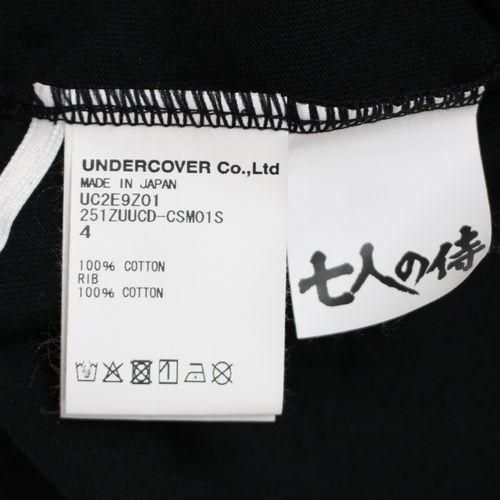 UNDERCOVER Co.,Ltd
MADE IN JAPAN
UC2E9Z01
251ZUUCD-CSM01S
4
100% COTTON
RIB
100% COTTON
七人の侍